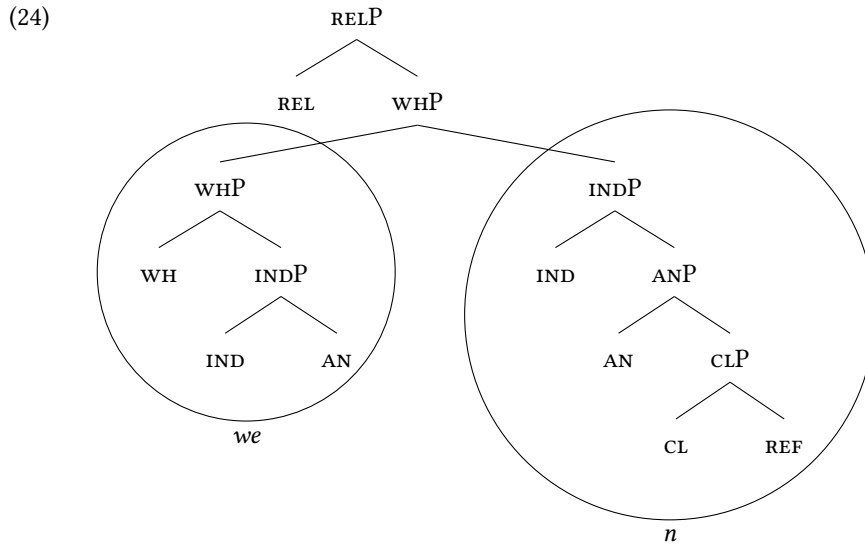 (24)
RELP
REL WHP
WHP INDP
WH INDP IND ANP
IND AN AN CLP
we CL REF
n